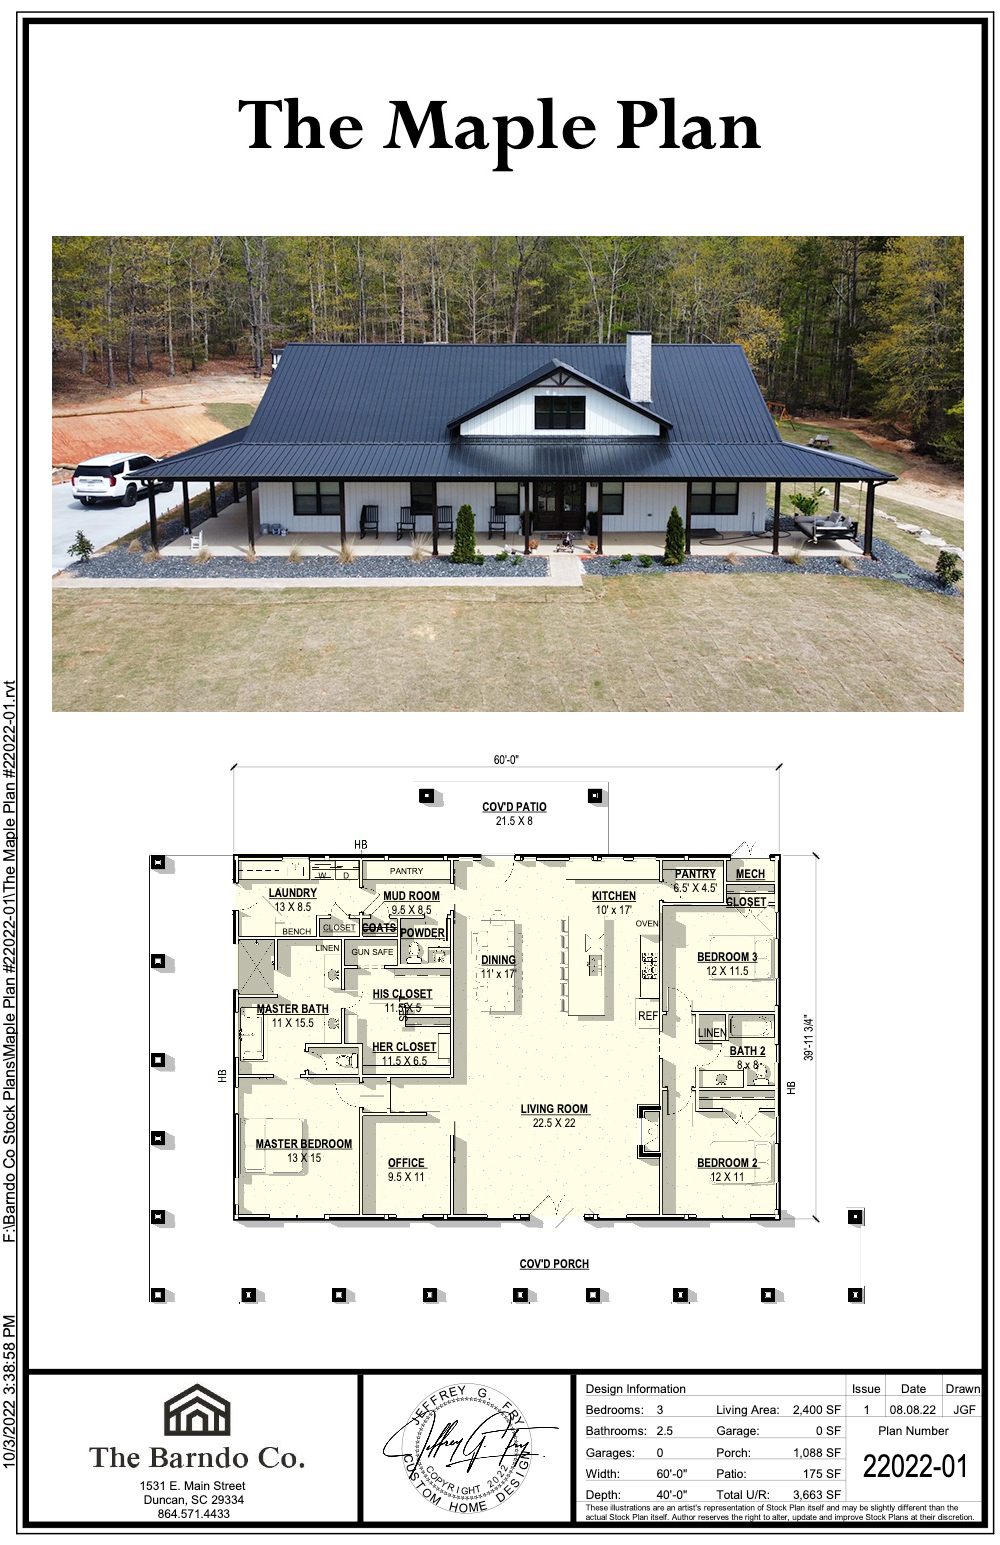 The Maple Plan
60'-0"
COV'D PATIO
21.5 X 8
HB
W D
PANTRY
LAUNDRY
13 X 8.5
MUD ROOM
9.5 X 8.5
BENCH
CLOSET
COATS
POWDER
LINEN
GUN SAFE
KITCHEN
10' x 17'
PANTRY
6.5' X 4.5'
MECH
CLOSET
OVEN
DINING
11' x 17'
BEDROOM 3
12 X 11.5
HIS CLOSET
11.5 X 5
MASTER BATH
11 X 15.5
REF
LINEN
HER CLOSET
11.5 X 6.5
BATH 2
8 x 8
39'-11 3/4"
HB
HB
LIVING ROOM
22.5 X 22
MASTER BEDROOM
13 X 15
OFFICE
9.5 X 11
BEDROOM 2
12 X 11
COV'D PORCH
F:\Barndo Co Stock Plans\Maple Plan #22022-01\The Maple Plan #22022-01.rvt
10/3/2022 3:38:58 PM
The Barndo Co.
1531 E. Main Street
Duncan, SC 29334
864.571.4433
JEFFREY G. FRY
Jeffrey G. Fry
COPYRIGHT 2022
CUSTOM HOME DESIGN
Design Information
Bedrooms: 3 Living Area: 2,400 SF
Bathrooms: 2.5 Garage: 0 SF
Garages: 0 Porch: 1,088 SF
Width: 60'-0" Patio: 175 SF
Depth: 40'-0" Total U/R: 3,663 SF
Issue Date Drawn
1 08.08.22 JGF
Plan Number
22022-01
These illustrations are an artist's representation of Stock Plan itself and may be slightly different than the
actual Stock Plan itself. Author reserves the right to alter, update and improve Stock Plans at their discretion.